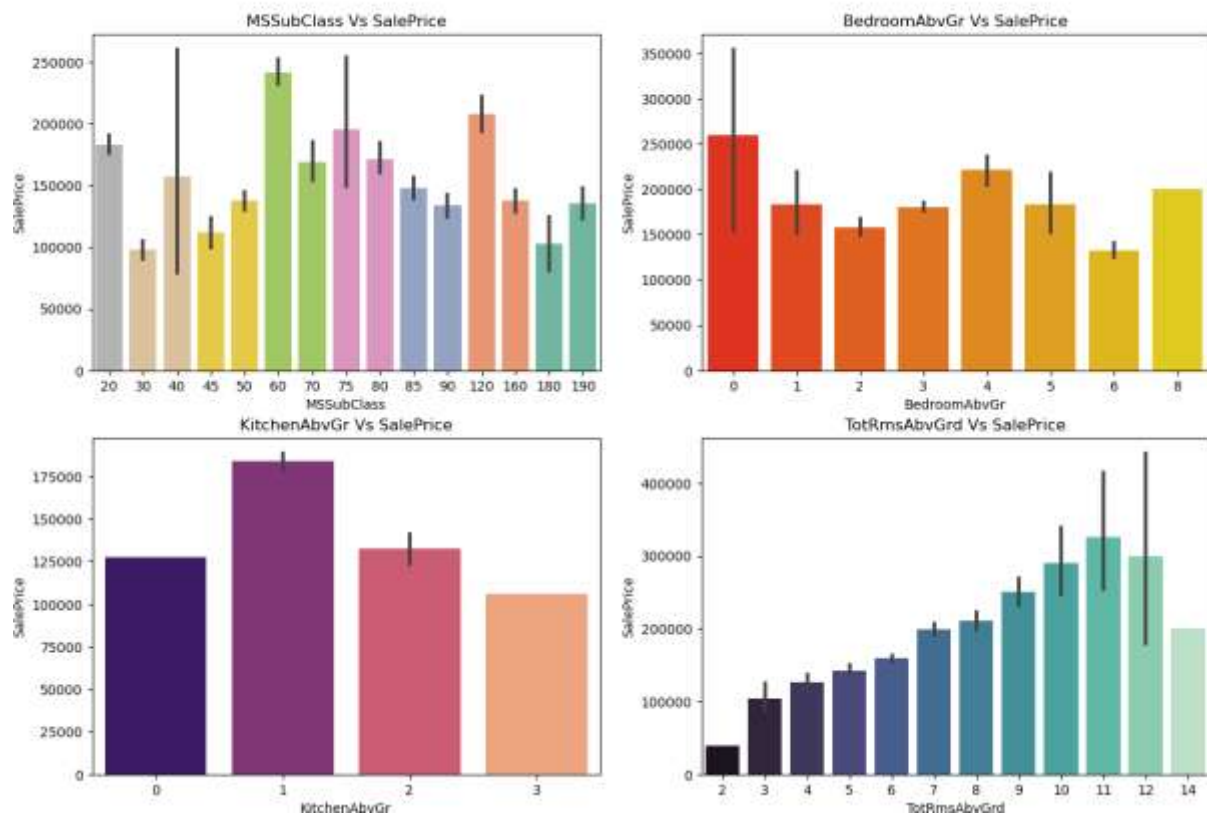 MSSubClass Vs SalePrice
250000
200000
150000
100000
50000
0
SalePrice
20 30 40 45 50 60 70 75 80 85 90 120 160 180 190
MSSubClass
BedroomAbvGr Vs SalePrice
350000
300000
250000
200000
150000
100000
50000
0
SalePrice
0 1 2 3 4 5 6 8
BedroomAbvGr
KitchenAbvGr Vs SalePrice
175000
150000
125000
100000
75000
50000
25000
0
SalePrice
0 1 2 3
KitchenAbvGr
TotRmsAbvGrd Vs SalePrice
400000
300000
200000
100000
0
SalePrice
2 3 4 5 6 7 8 9 10 11 12 14
TotRmsAbvGrd